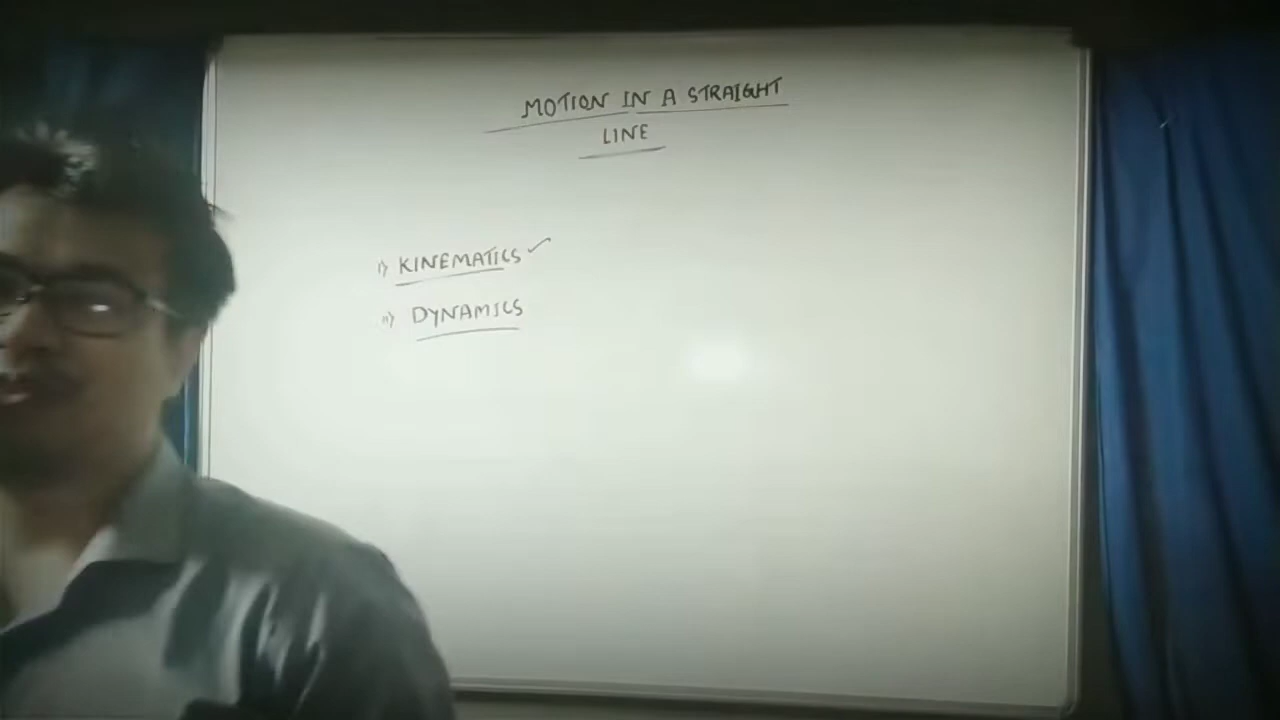 MOTION IN A STRAIGHT
LINE
i) KINEMATICS ✓
ii) DYNAMICS